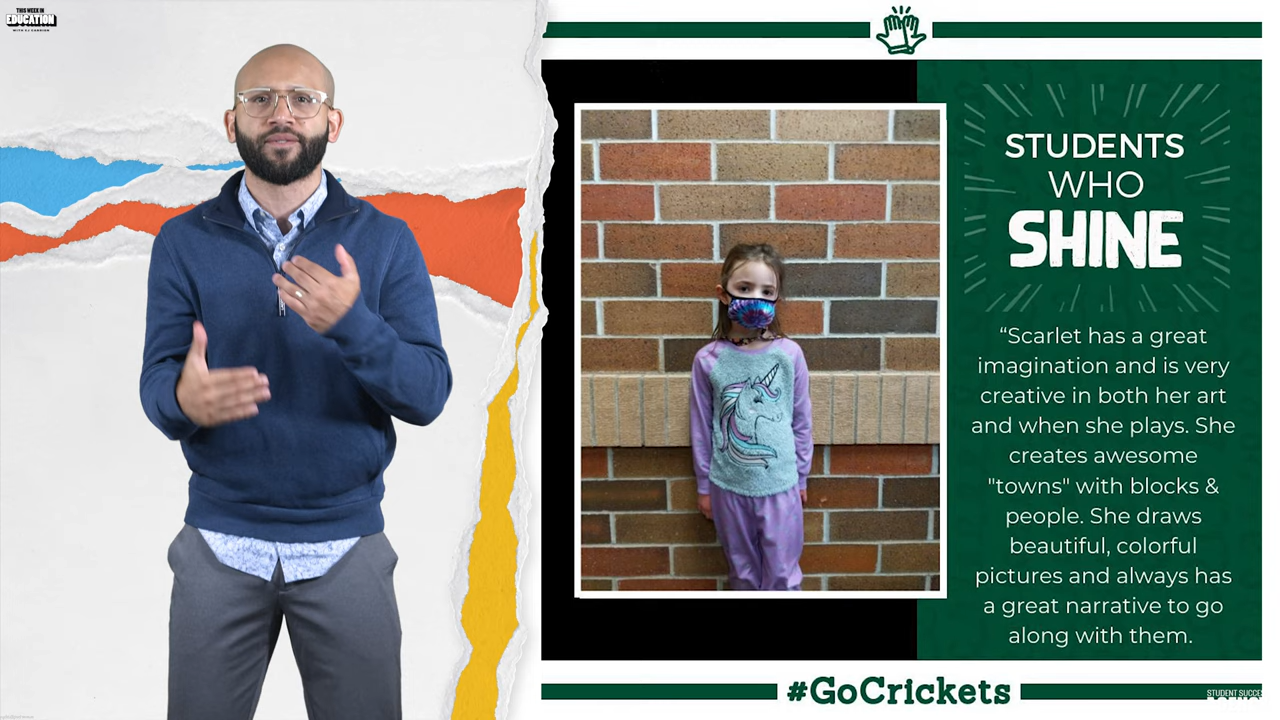 THIS WEEK IN
EDUCATION
STUDENTS
WHO
SHINE
“Scarlet has a great
imagination and is very
creative in both her art
and when she plays. She
creates awesome
"towns" with blocks &
people. She draws
beautiful, colorful
pictures and always has
a great narrative to go
along with them.
#GoCrickets
STUDENT